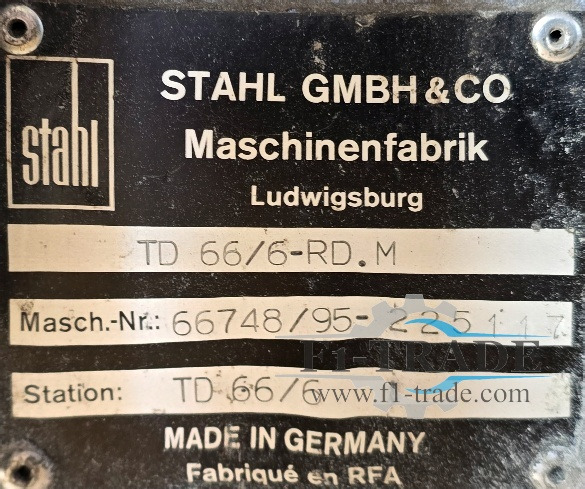 stahl
STAHL GMBH & CO
Maschinenfabrik
Ludwigsburg
TD 66/6-RD.M
Masch.-Nr.: 66748/95-225117
F1-TRADE
Station: TD 66/6
www.f1-trade.com
MADE IN GERMANY
Fabriqué en RFA